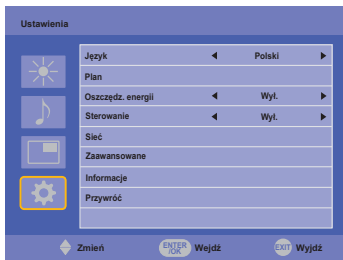 Ustawienia
Język Polski
Plan
Oszczędz. energii Wył.
Sterowanie Wył.
Sieć
Zaawansowane
Informacje
Przywróć
Zmień ENTER /OK Wejdź EXIT Wyjdź